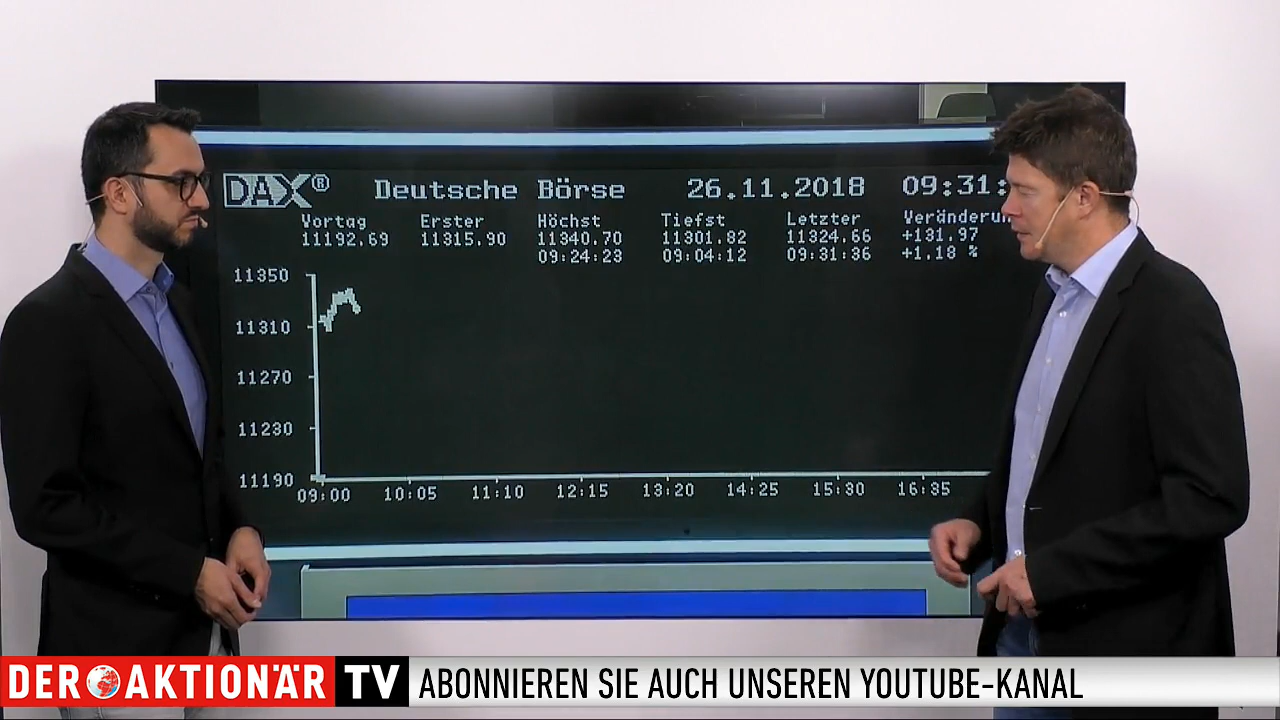 DAX® Deutsche Börse 26.11.2018 09:31:
Vortag Erster Höchst Tiefst Letzter Veränderun
11192.69 11315.90 11340.70 11301.82 11324.66 +131.97
09:24:23 09:04:12 09:31:36 +1.18 %
11350
11310
11270
11230
11190
09:00 10:05 11:10 12:15 13:20 14:25 15:30 16:35
DER AKTIONÄR TV ABONNIEREN SIE AUCH UNSEREN YOUTUBE-KANAL